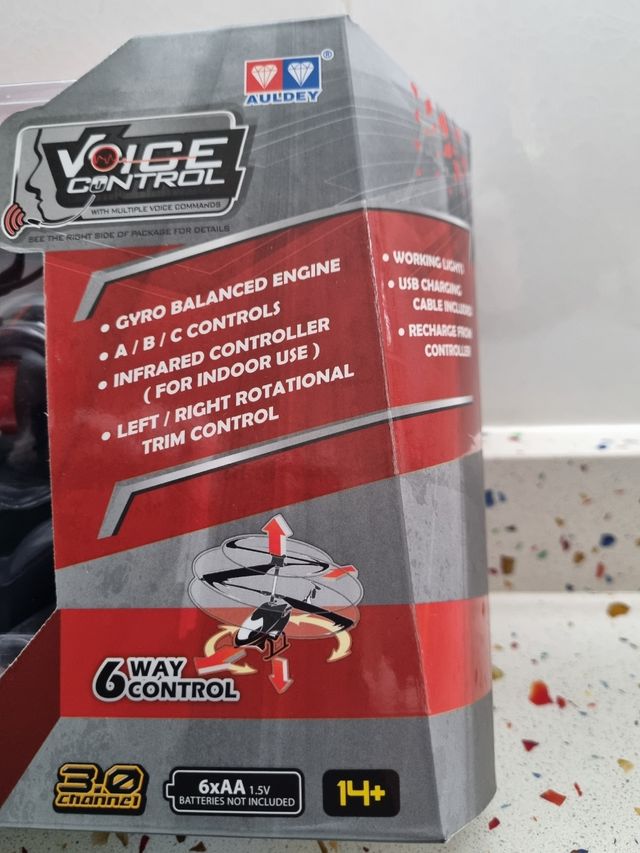 AULDEY
®
VOICE
CONTROL
WITH MULTIPLE VOICE COMMANDS
SEE THE RIGHT SIDE OF PACKAGE FOR DETAILS
• GYRO BALANCED ENGINE
• A / B / C CONTROLS
• INFRARED CONTROLLER
( FOR INDOOR USE )
• LEFT / RIGHT ROTATIONAL
TRIM CONTROL
• WORKING LIGHTS
• USB CHARGING
CABLE INCLUDED
• RECHARGE FROM
CONTROLLER
6 WAY
CONTROL
3.0
channel
6xAA 1.5V
BATTERIES NOT INCLUDED
14+